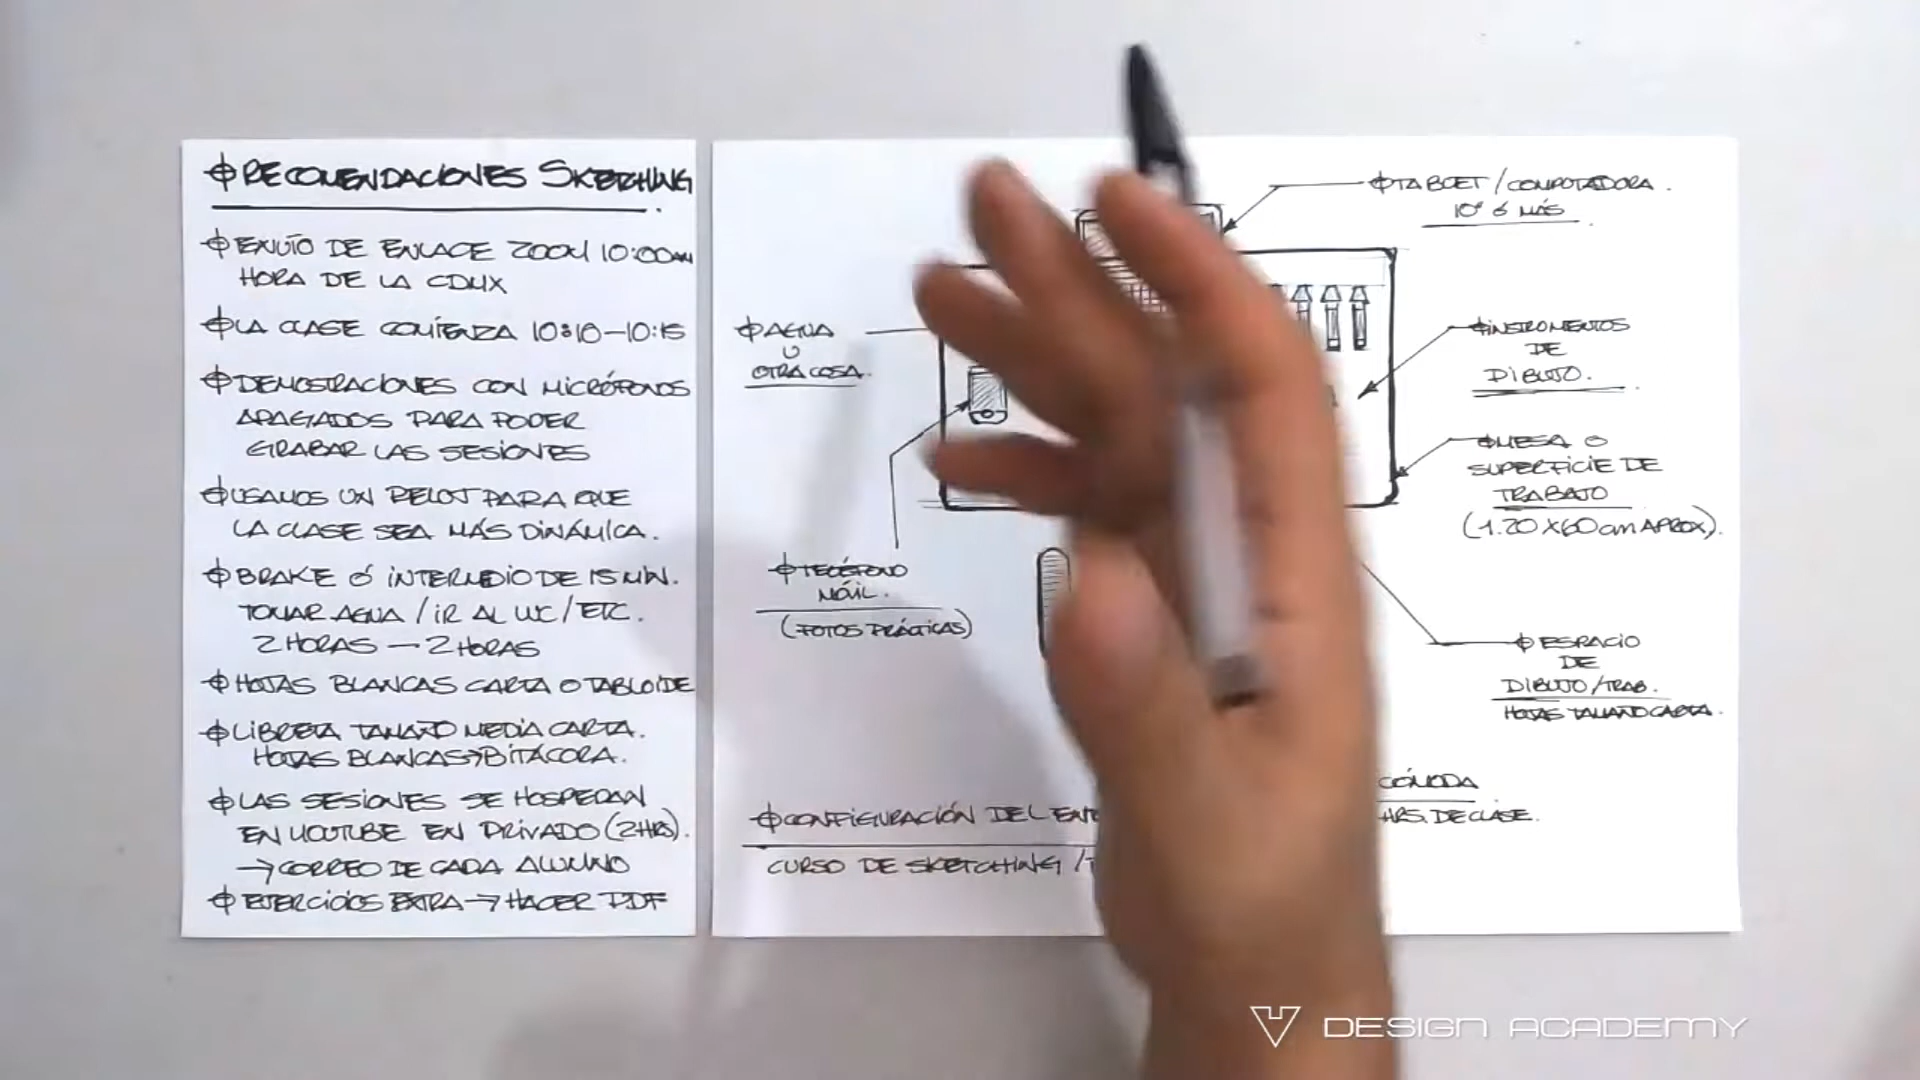 RECOMENDACIONES SKETCHING
ENVÍO DE ENLACE ZOOM 10:00AM
HORA DE LA CDMX
LA CLASE COMÍENZA 10:10–10:15
DEMOSTRACIONES CON MICRÓFONOS
APAGADOS PARA PODER
GRABAR LAS SESIONES
USAMOS UN RELOJ PARA QUE
LA CLASE SEA MÁS DINÁMICA.
BRAKE Ó INTERMEDIO DE 15 MIN.
TOMAR AGUA / IR AL WC / ETC.
2 HORAS — 2 HORAS
HOJAS BLANCAS CARTA O TABLOIDE
LIBRETA TAMAÑO MEDIA CARTA.
HOJAS BLANCAS→BITÁCORA.
LAS SESIONES SE HOSPEDAN
EN YOUTUBE EN PRIVADO (2HRS).
→CORREO DE CADA ALUMNO
EJERCICIOS EXTRA→HACER PDF
TABLET / COMPUTADORA.
10" Ó MÁS
AGUA
U
OTRA COSA.
INSTRUMENTOS
DE
DIBUJO.
MESA O
SUPERFICIE DE
TRABAJO
(1.20 X 60 cm APROX).
TELÉFONO
MÓVIL.
(FOTOS PRÁCTICAS)
ESPACIO
DE
DIBUJO/TRAB.
HOJAS TAMAÑO CARTA.
CÓMODA
HRS. DE CLASE.
CONFIGURACIÓN DEL
CURSO DE SKETCHING /
DESIGN ACADEMY